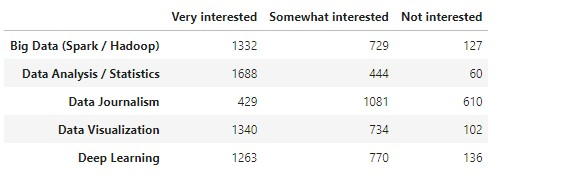 Very interested Somewhat interested Not interested
Big Data (Spark / Hadoop) 1332 729 127
Data Analysis / Statistics 1688 444 60
Data Journalism 429 1081 610
Data Visualization 1340 734 102
Deep Learning 1263 770 136